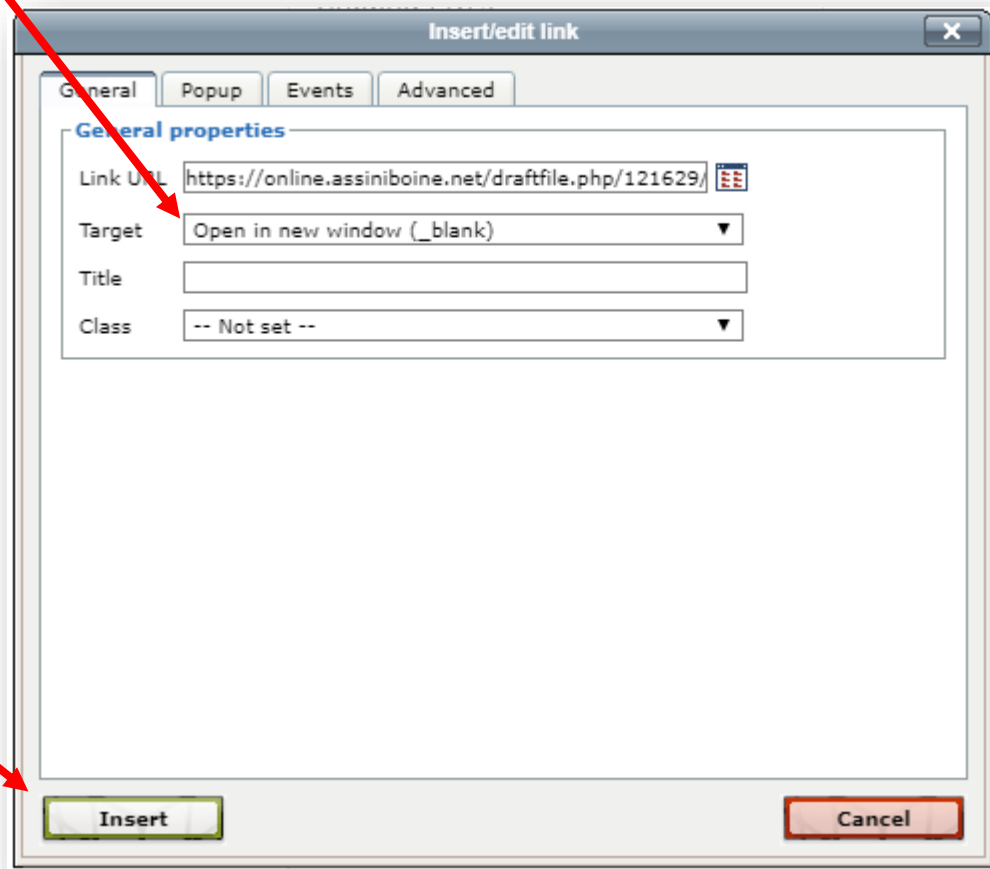 Insert/edit link
General Popup Events Advanced
General properties
Link URL https://online.assiniboine.net/draftfile.php/121629/
Target Open in new window (_blank)
Title
Class -- Not set --
Insert Cancel